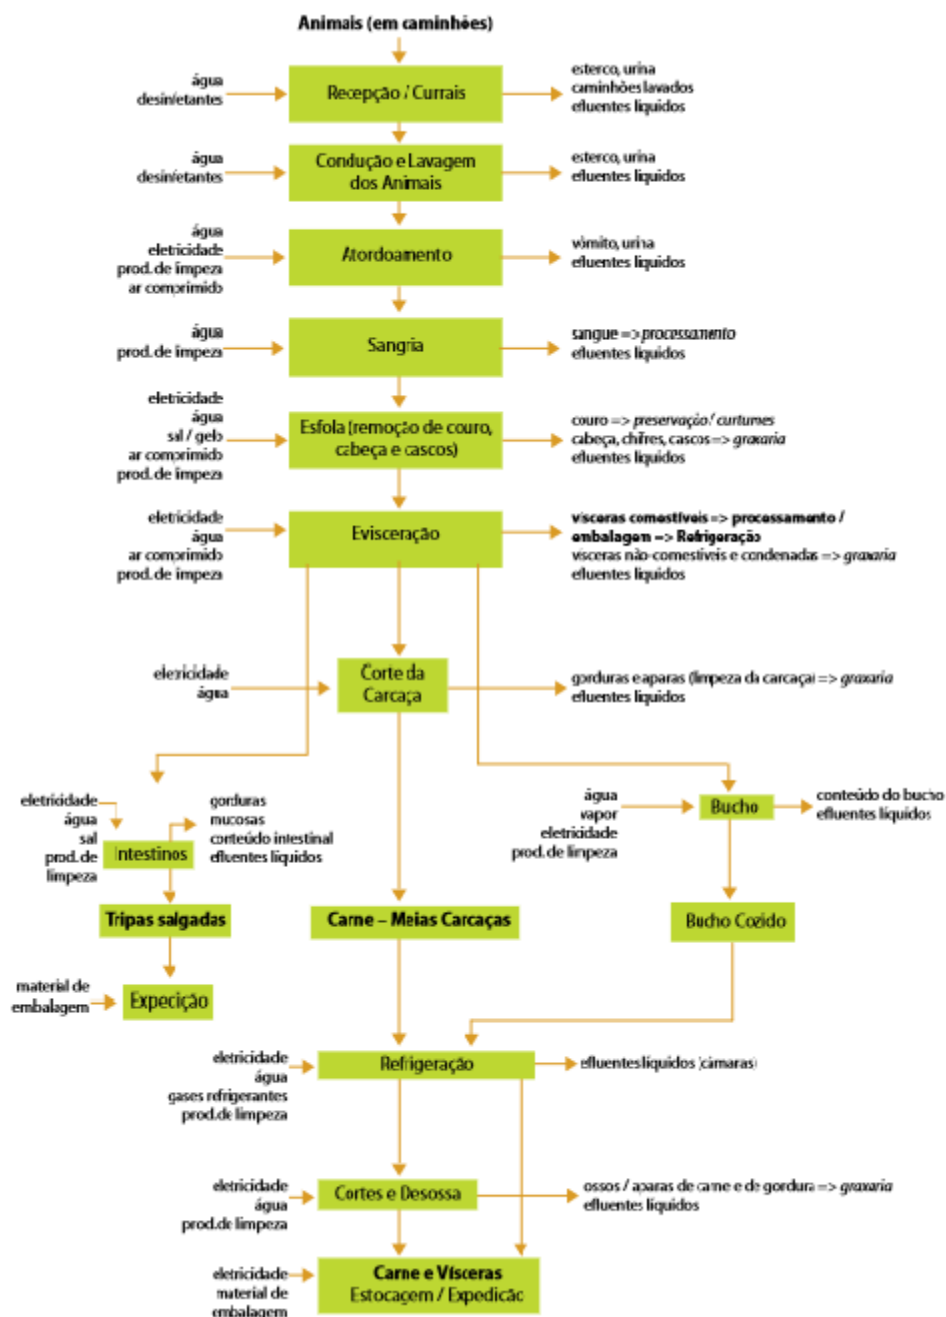 Animais (em caminhões)
água
desinfetantes
Recepção / Currais
esterco, urina
caminhões lavados
efluentes líquidos
água
desinfetantes
Condução e Lavagem
dos Animais
esterco, urina
efluentes líquidos
água
eletricidade
prod. de limpeza
ar comprimido
Atordoamento
vômito, urina
efluentes líquidos
água
prod. de limpeza
Sangria
sangue => processamento
efluentes líquidos
eletricidade
água
sal / gelo
ar comprimido
prod. de limpeza
Esfola (remoção de couro,
cabeça e cascos)
couro => preservação / curtumes
cabeça, chifres, cascos => graxaria
efluentes líquidos
eletricidade
água
ar comprimido
prod. de limpeza
Evisceração
vísceras comestíveis => processamento /
embalagem => Refrigeração
vísceras não-comestíveis e condenadas => graxaria
efluentes líquidos
eletricidade
água
Corte da
Carcaça
gorduras e aparas (limpeza da carcaça) => graxaria
efluentes líquidos
eletricidade
água
sal
prod. de
limpeza
Intestinos
gorduras
mucosas
conteúdo intestinal
efluentes líquidos
água
vapor
eletricidade
prod. de limpeza
Bucho
conteúdo do bucho
efluentes líquidos
Tripas salgadas
Carne – Meias Carcaças
Bucho Cozido
material de
embalagem
Expecição
eletricidade
água
gases refrigerantes
prod. de limpeza
Refrigeração
efluentes líquidos (câmaras)
eletricidade
água
prod. de limpeza
Cortes e Desossa
ossos / aparas de carne e de gordura => graxaria
efluentes líquidos
eletricidade
material de
embalagem
Carne e Vísceras
Estocagem / Expedicão